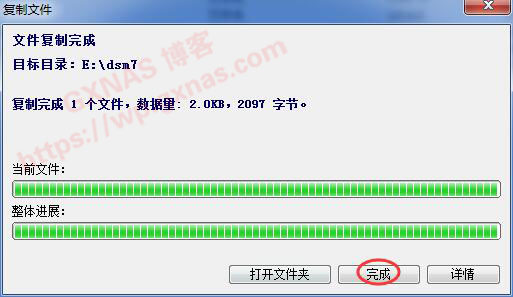 复制文件
文件复制完成
目标目录：E:\dsm7
复制完成 1 个文件，数据量: 2.0KB，2097 字节。
GXNAS 博客
https://wp.gxnas.com
当前文件：
整体进展：
打开文件夹
完成
详情